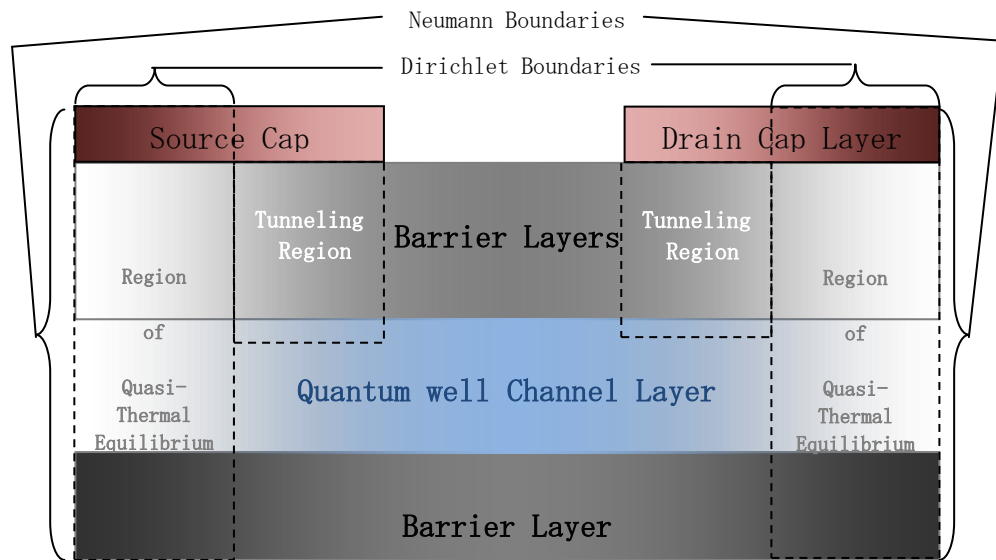 Neumann Boundaries
Dirichlet Boundaries
Source Cap
Drain Cap Layer
Tunneling
Region
Barrier Layers
Tunneling
Region
Region
of
Quasi-
Thermal
Equilibrium
Region
of
Quasi-
Thermal
Equilibrium
Quantum well Channel Layer
Barrier Layer